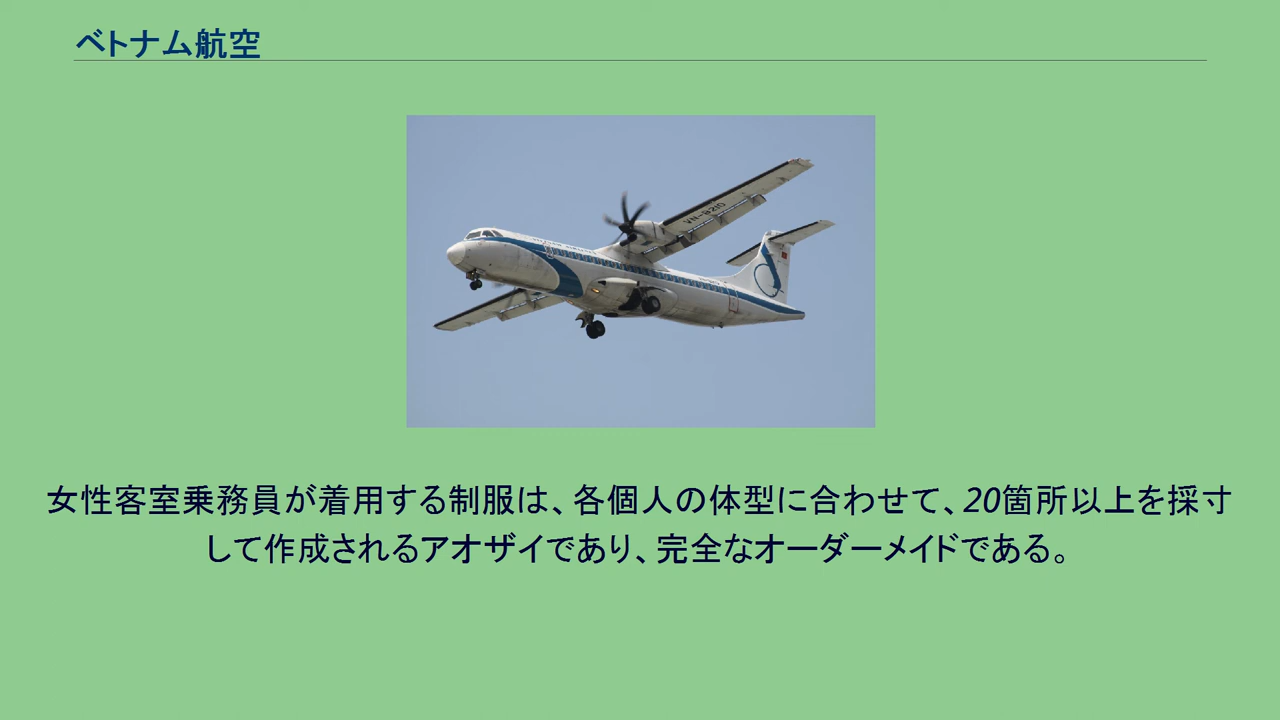 ベトナム航空
VN-B210
女性客室乗務員が着用する制服は、各個人の体型に合わせて、20箇所以上を採寸
して作成されるアオザイであり、完全なオーダーメイドである。